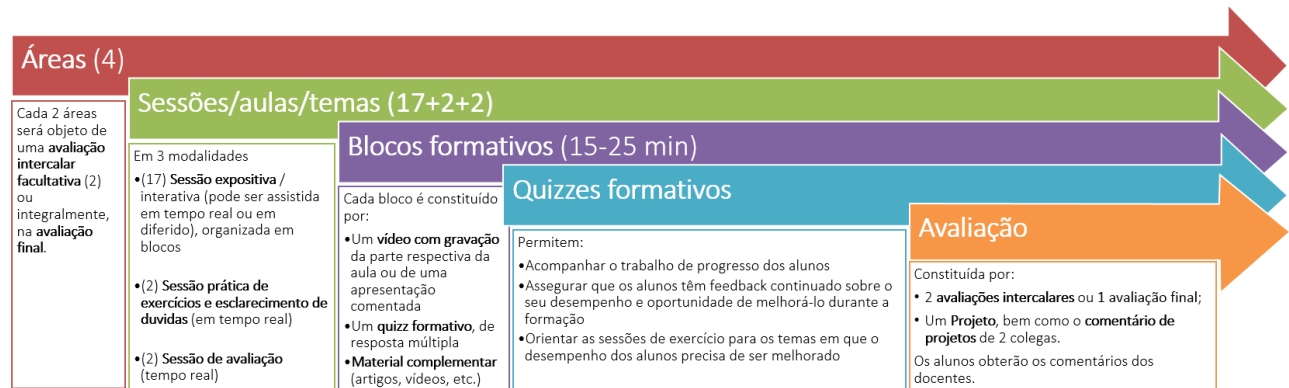 Áreas (4)
Cada 2 áreas
será objeto de
uma avaliação
intercalar
facultativa (2)
ou
integralmente,
na avaliação
final.
Sessões/aulas/temas (17+2+2)
Em 3 modalidades
•(17) Sessão expositiva /
interativa (pode ser assistida
em tempo real ou em
diferido), organizada em
blocos
•(2) Sessão prática de
exercícios e esclarecimento de
duvidas (em tempo real)
•(2) Sessão de avaliação
(tempo real)
Blocos formativos (15-25 min)
Cada bloco é constituído
por:
•Um vídeo com gravação
da parte respectiva da
aula ou de uma
apresentação
comentada
•Um quizz formativo, de
resposta múltipla
•Material complementar
(artigos, vídeos, etc.)
Quizzes formativos
Permitem:
•Acompanhar o trabalho de progresso dos alunos
•Assegurar que os alunos têm feedback continuado sobre o
seu desempenho e oportunidade de melhorá-lo durante a
formação
•Orientar as sessões de exercício para os temas em que o
desempenho dos alunos precisa de ser melhorado
Avaliação
Constituída por:
• 2 avaliações intercalares ou 1 avaliação final;
• Um Projeto, bem como o comentário de
projetos de 2 colegas.
Os alunos obterão os comentários dos
docentes.